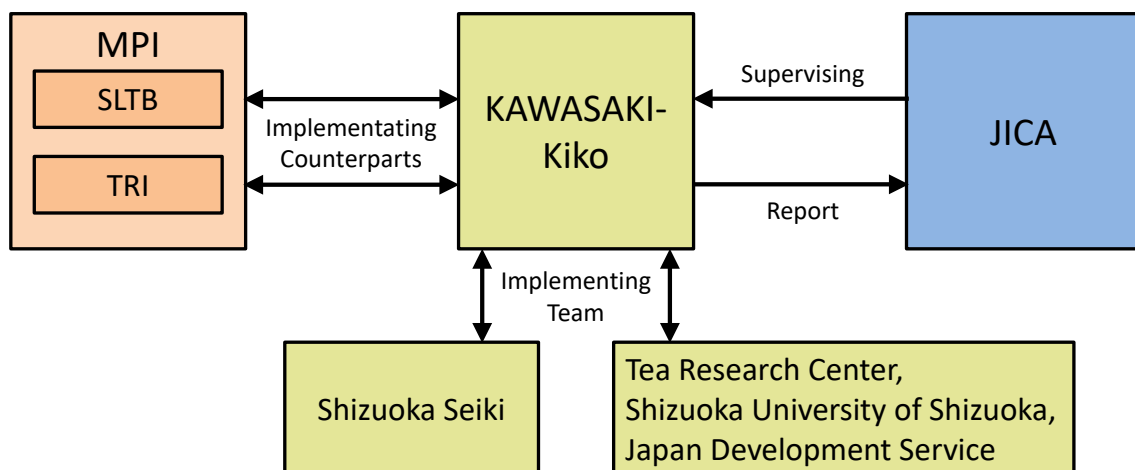 MPI
SLTB
TRI
Implementating
Counterparts
KAWASAKI-
Kiko
Supervising
Report
JICA
Implementing
Team
Shizuoka Seiki
Tea Research Center,
Shizuoka University of Shizuoka,
Japan Development Service